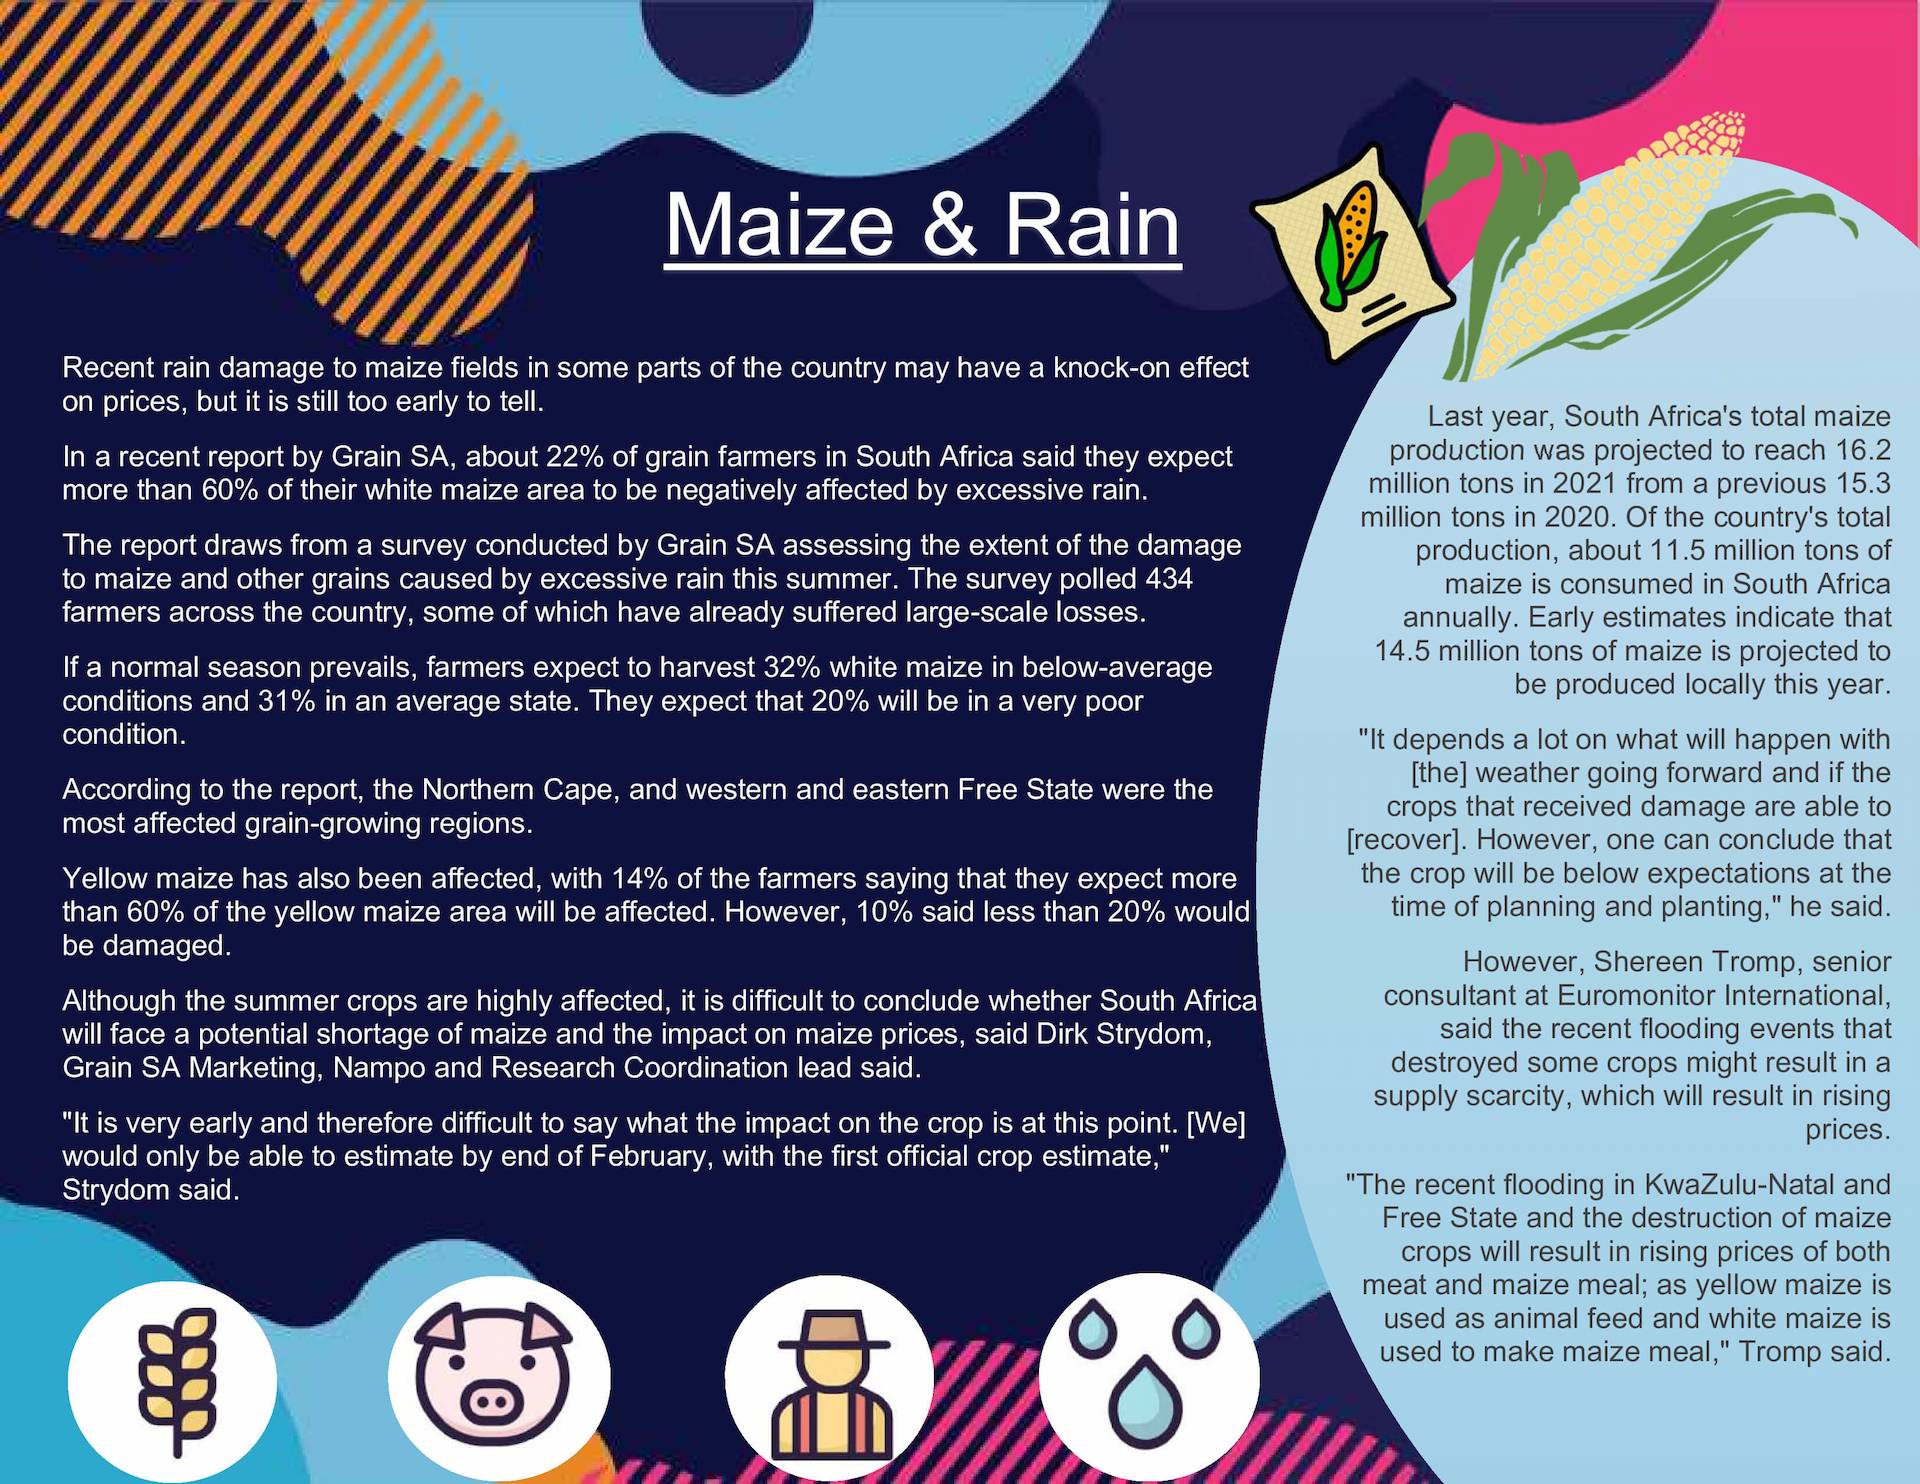 Maize & Rain
Recent rain damage to maize fields in some parts of the country may have a knock-on effect
on prices, but it is still too early to tell.
In a recent report by Grain SA, about 22% of grain farmers in South Africa said they expect
more than 60% of their white maize area to be negatively affected by excessive rain.
The report draws from a survey conducted by Grain SA assessing the extent of the damage
to maize and other grains caused by excessive rain this summer. The survey polled 434
farmers across the country, some of which have already suffered large-scale losses.
If a normal season prevails, farmers expect to harvest 32% white maize in below-average
conditions and 31% in an average state. They expect that 20% will be in a very poor
condition.
According to the report, the Northern Cape, and western and eastern Free State were the
most affected grain-growing regions.
Yellow maize has also been affected, with 14% of the farmers saying that they expect more
than 60% of the yellow maize area will be affected. However, 10% said less than 20% would
be damaged.
Although the summer crops are highly affected, it is difficult to conclude whether South Africa
will face a potential shortage of maize and the impact on maize prices, said Dirk Strydom,
Grain SA Marketing, Nampo and Research Coordination lead said.
"It is very early and therefore difficult to say what the impact on the crop is at this point. [We]
would only be able to estimate by end of February, with the first official crop estimate,"
Strydom said.
Last year, South Africa's total maize
production was projected to reach 16.2
million tons in 2021 from a previous 15.3
million tons in 2020. Of the country's total
production, about 11.5 million tons of
maize is consumed in South Africa
annually. Early estimates indicate that
14.5 million tons of maize is projected to
be produced locally this year.
"It depends a lot on what will happen with
[the] weather going forward and if the
crops that received damage are able to
[recover]. However, one can conclude that
the crop will be below expectations at the
time of planning and planting," he said.
However, Shereen Tromp, senior
consultant at Euromonitor International,
said the recent flooding events that
destroyed some crops might result in a
supply scarcity, which will result in rising
prices.
"The recent flooding in KwaZulu-Natal and
Free State and the destruction of maize
crops will result in rising prices of both
meat and maize meal; as yellow maize is
used as animal feed and white maize is
used to make maize meal," Tromp said.